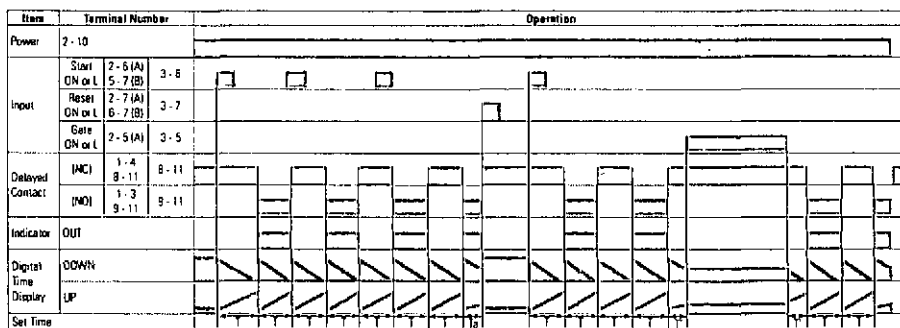 Item Terminal Number Operation
Power 2 - 10
Input
Start ON or L 2 - 6 (A) 5 - 7 (B) 3 - 6
Reset ON or L 2 - 7 (A) 6 - 7 (B) 3 - 7
Gate ON or L 2 - 5 (A) 3 - 5
Delayed Contact
(NC) 1 - 4 8 - 11 8 - 11
(NO) 1 - 3 9 - 11 9 - 11
Indicator OUT
Digital Time Display
DOWN
UP
Set Time T T T T T T Ta T T T T T T